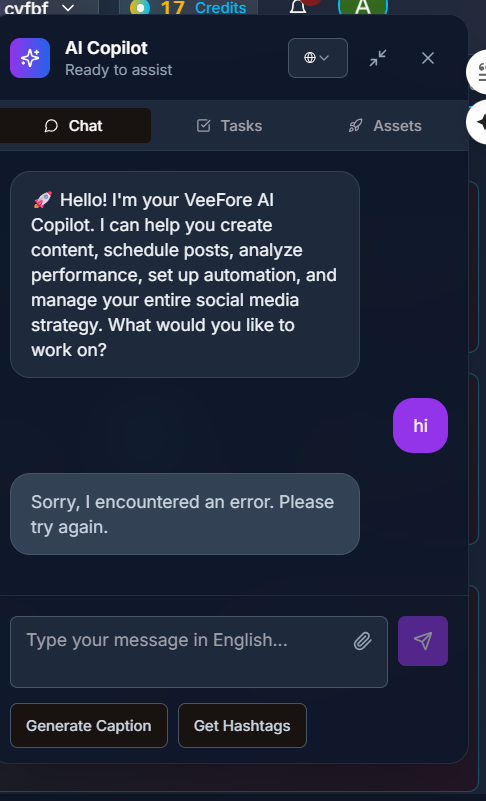 cyfbf
17 Credits
A
AI Copilot
Ready to assist
Chat
Tasks
Assets
🚀 Hello! I'm your VeeFore AI
Copilot. I can help you create
content, schedule posts, analyze
performance, set up automation, and
manage your entire social media
strategy. What would you like to
work on?
hi
Sorry, I encountered an error. Please
try again.
Type your message in English...
Generate Caption
Get Hashtags